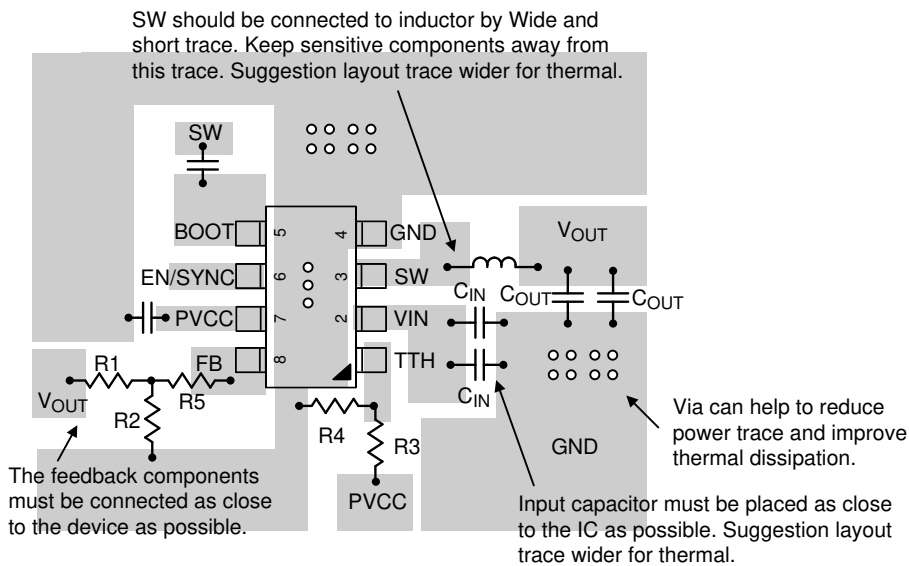 SW should be connected to inductor by Wide and
short trace. Keep sensitive components away from
this trace. Suggestion layout trace wider for thermal.
SW
BOOT 5 4 GND
VOUT
EN/SYNC 6 3 SW
CIN COUT COUT
PVCC 7 2 VIN
R1 FB 8 TTH
VOUT R5 CIN
R2 R4 R3
Via can help to reduce
power trace and improve
thermal dissipation.
GND
The feedback components
must be connected as close
to the device as possible.
PVCC
Input capacitor must be placed as close
to the IC as possible. Suggestion layout
trace wider for thermal.